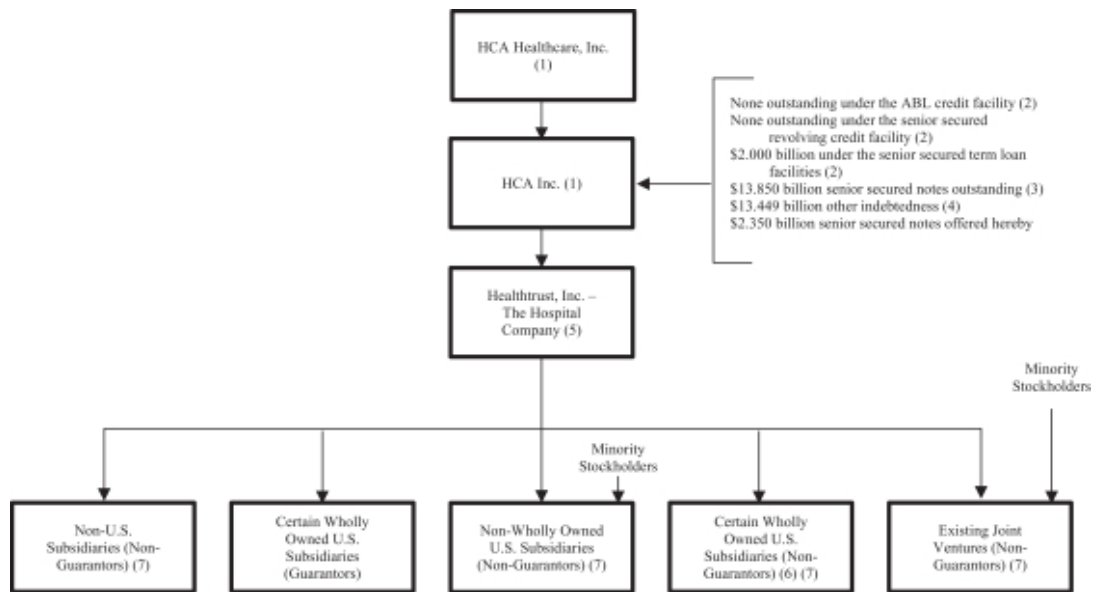 HCA Healthcare, Inc.
(1)
None outstanding under the ABL credit facility (2)
None outstanding under the senior secured
revolving credit facility (2)
$2.000 billion under the senior secured term loan
facilities (2)
$13.850 billion senior secured notes outstanding (3)
$13.449 billion other indebtedness (4)
$2.350 billion senior secured notes offered hereby
HCA Inc. (1)
Healthtrust, Inc. –
The Hospital
Company (5)
Minority
Stockholders
Minority
Stockholders
Non-U.S.
Subsidiaries (Non-
Guarantors) (7)
Certain Wholly
Owned U.S.
Subsidiaries
(Guarantors)
Non-Wholly Owned
U.S. Subsidiaries
(Non-Guarantors) (7)
Certain Wholly
Owned U.S.
Subsidiaries (Non-
Guarantors) (6) (7)
Existing Joint
Ventures (Non-
Guarantors) (7)